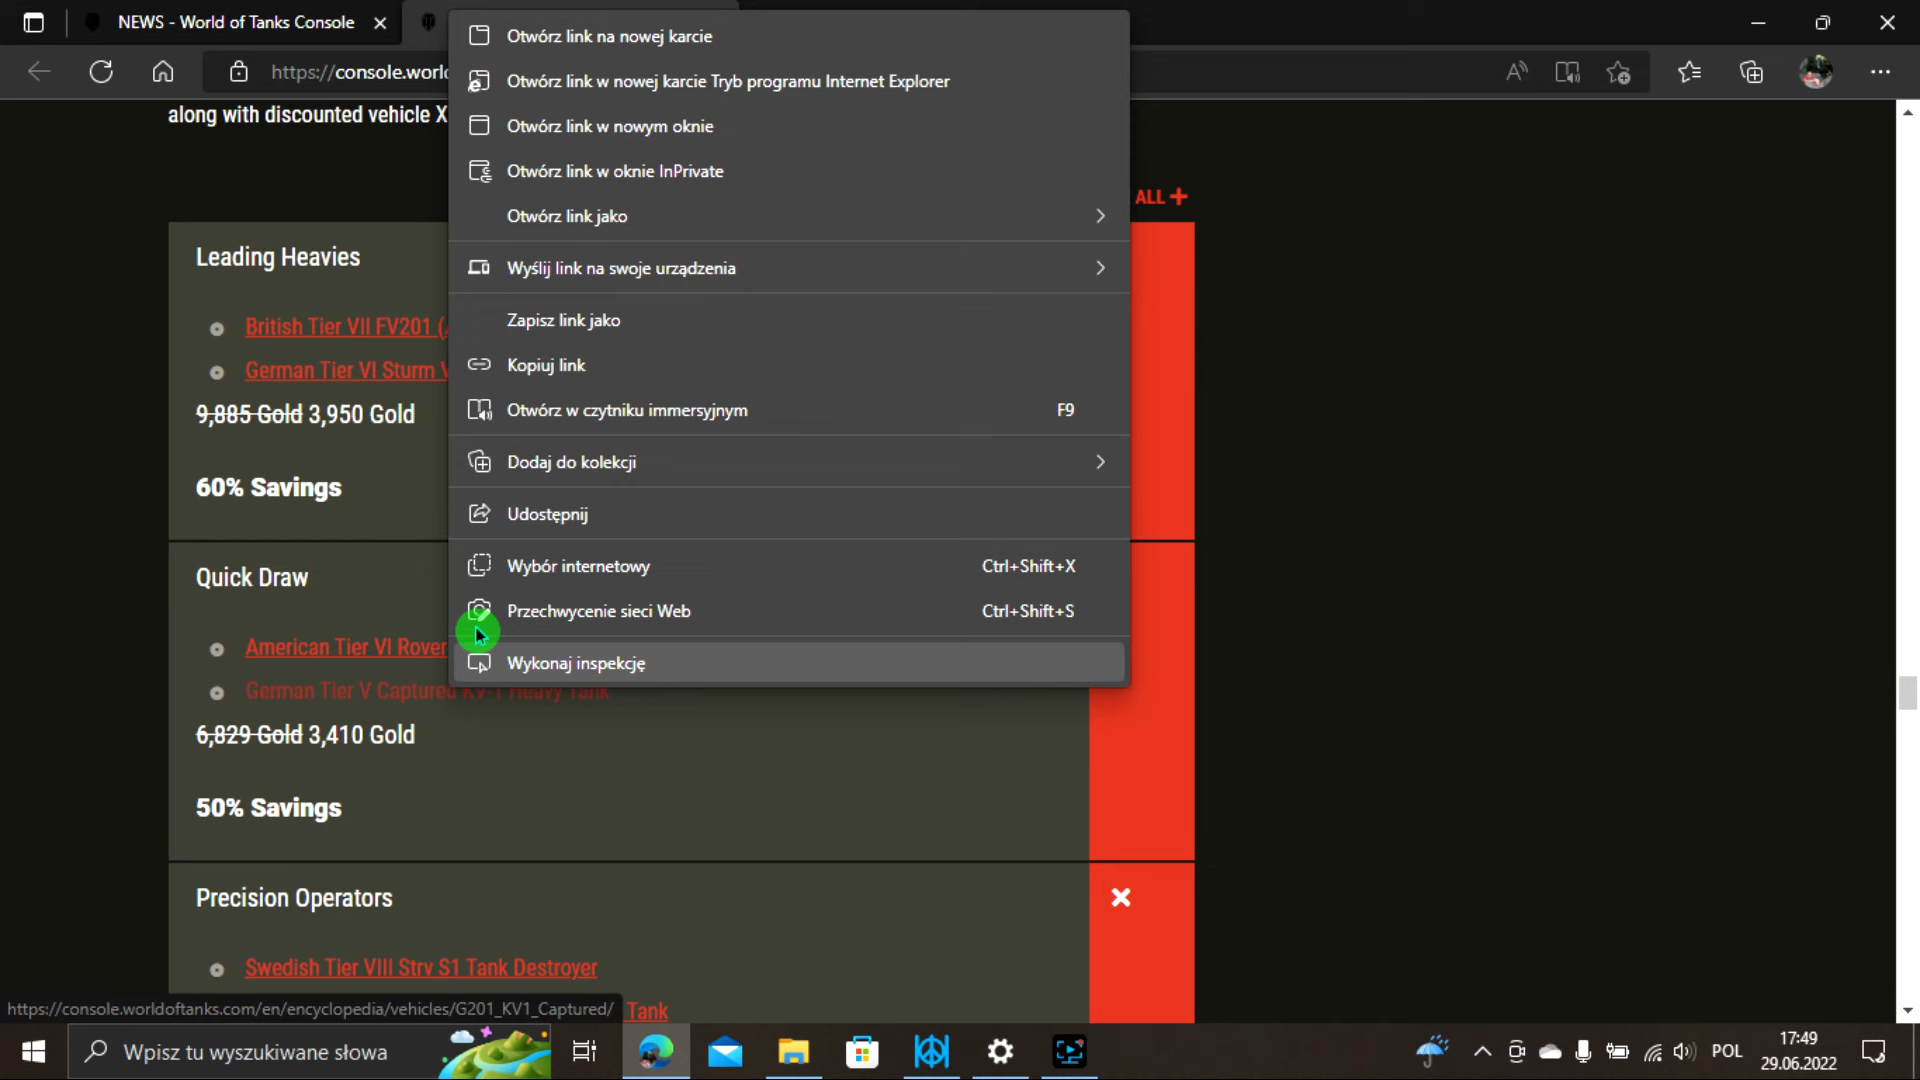 NEWS - World of Tanks Console
https://console.worlc
along with discounted vehicle X
ALL
Otwórz link na nowej karcie
Otwórz link w nowej karcie Tryb programu Internet Explorer
Otwórz link w nowym oknie
Otwórz link w oknie InPrivate
Otwórz link jako
Wyślij link na swoje urządzenia
Zapisz link jako
Kopiuj link
Otwórz w czytniku immersyjnym F9
Dodaj do kolekcji
Udostępnij
Wybór internetowy Ctrl+Shift+X
Przechwycenie sieci Web Ctrl+Shift+S
Wykonaj inspekcję
Leading Heavies
British Tier VII FV201 (
German Tier VI Sturm
9,885 Gold 3,950 Gold
60% Savings
Quick Draw
American Tier VI Rover
German Tier V Captured KV-1 Heavy Tank
6,829 Gold 3,410 Gold
50% Savings
Precision Operators
Swedish Tier VIII Strv S1 Tank Destroyer
Tank
https://console.worldoftanks.com/en/encyclopedia/vehicles/G201_KV1_Captured/
Wpisz tu wyszukiwane słowa
POL
17:49
29.06.2022